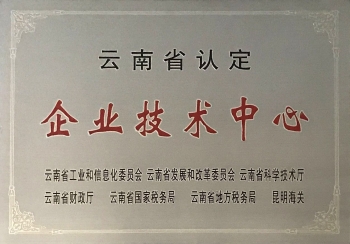 云南省认定
企业技术中心
云南省工业和信息化委员会 云南省发展和改革委员会 云南省科学技术厅
云南省财政厅 云南省国家税务局 云南省地方税务局 昆明海关